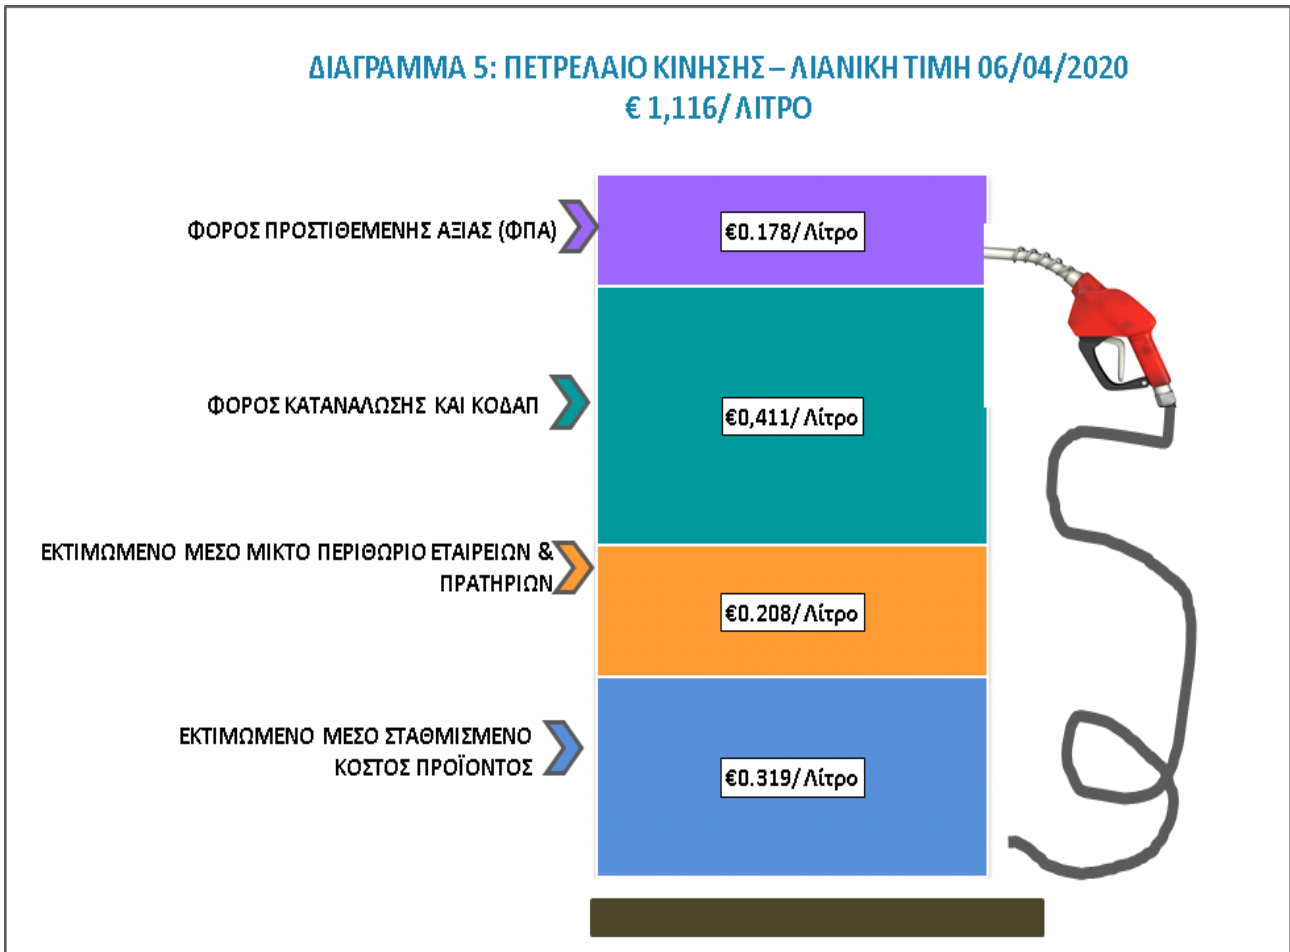 ΔΙΑΓΡΑΜΜΑ 5: ΠΕΤΡΕΛΑΙΟ ΚΙΝΗΣΗΣ – ΛΙΑΝΙΚΗ ΤΙΜΗ 06/04/2020
€ 1,116/ ΛΙΤΡΟ
ΦΟΡΟΣ ΠΡΟΣΤΙΘΕΜΕΝΗΣ ΑΞΙΑΣ (ΦΠΑ)
€0.178/ Λίτρο
ΦΟΡΟΣ ΚΑΤΑΝΑΛΩΣΗΣ ΚΑΙ ΚΟΔΑΠ
€0,411/ Λίτρο
ΕΚΤΙΜΩΜΕΝΟ ΜΕΣΟ ΜΙΚΤΟ ΠΕΡΙΘΩΡΙΟ ΕΤΑΙΡΕΙΩΝ &
ΠΡΑΤΗΡΙΩΝ
€0.208/ Λίτρο
ΕΚΤΙΜΩΜΕΝΟ ΜΕΣΟ ΣΤΑΘΜΙΣΜΕΝΟ
ΚΟΣΤΟΣ ΠΡΟΪΟΝΤΟΣ
€0.319/ Λίτρο